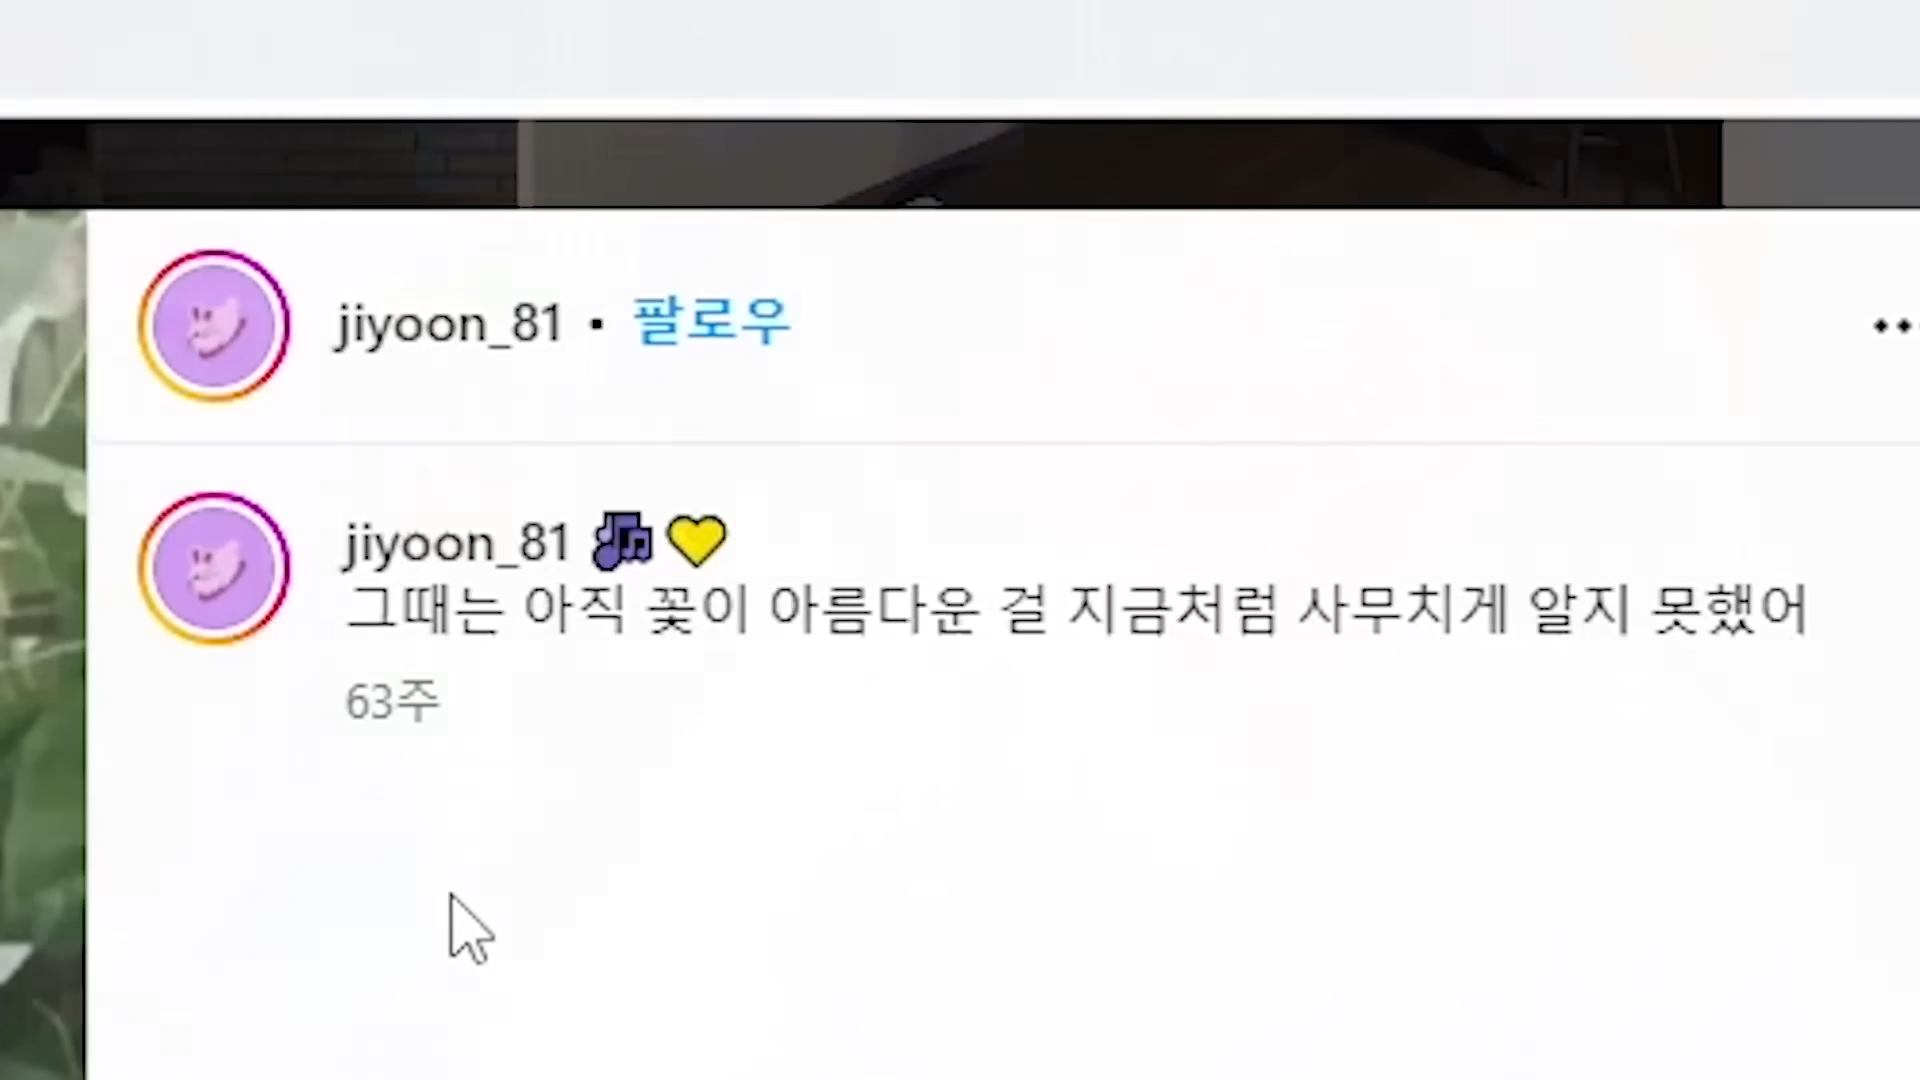 jiyoon_81 • 팔로우
jiyoon_81 🎶💛
그때는 아직 꽃이 아름다운 걸 지금처럼 사무치게 알지 못했어
63주